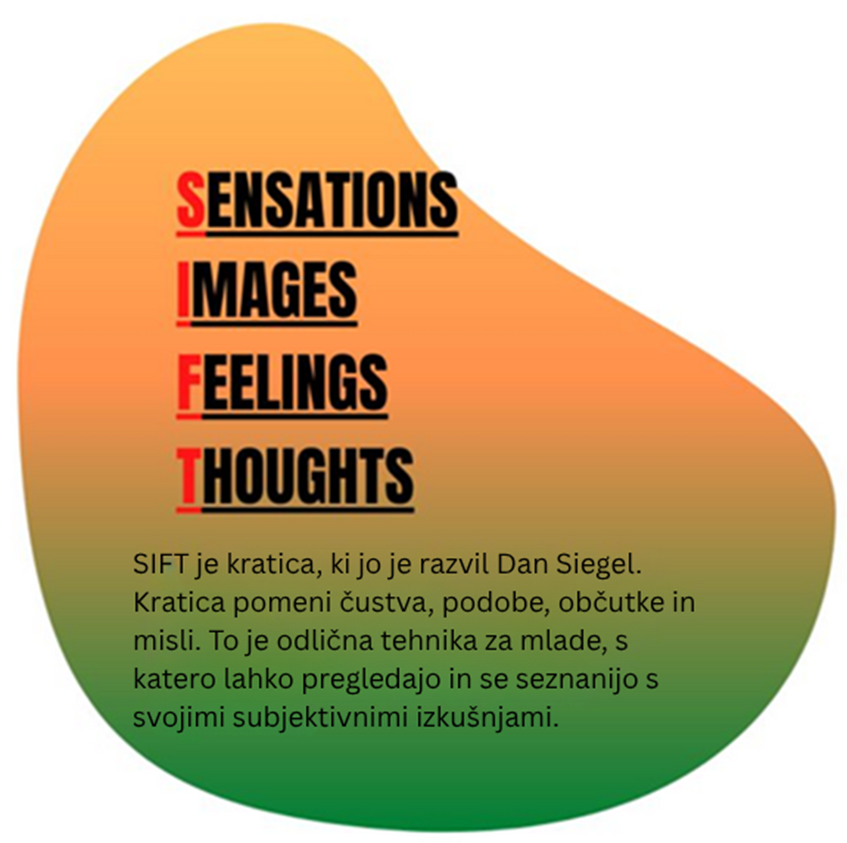 SENSATIONS
IMAGES
FEELINGS
THOUGHTS
SIFT je kratica, ki jo je razvil Dan Siegel.
Kratica pomeni čustva, podobe, občutke in
misli. To je odlična tehnika za mlade, s
katero lahko pregledajo in se seznanijo s
svojimi subjektivnimi izkušnjami.